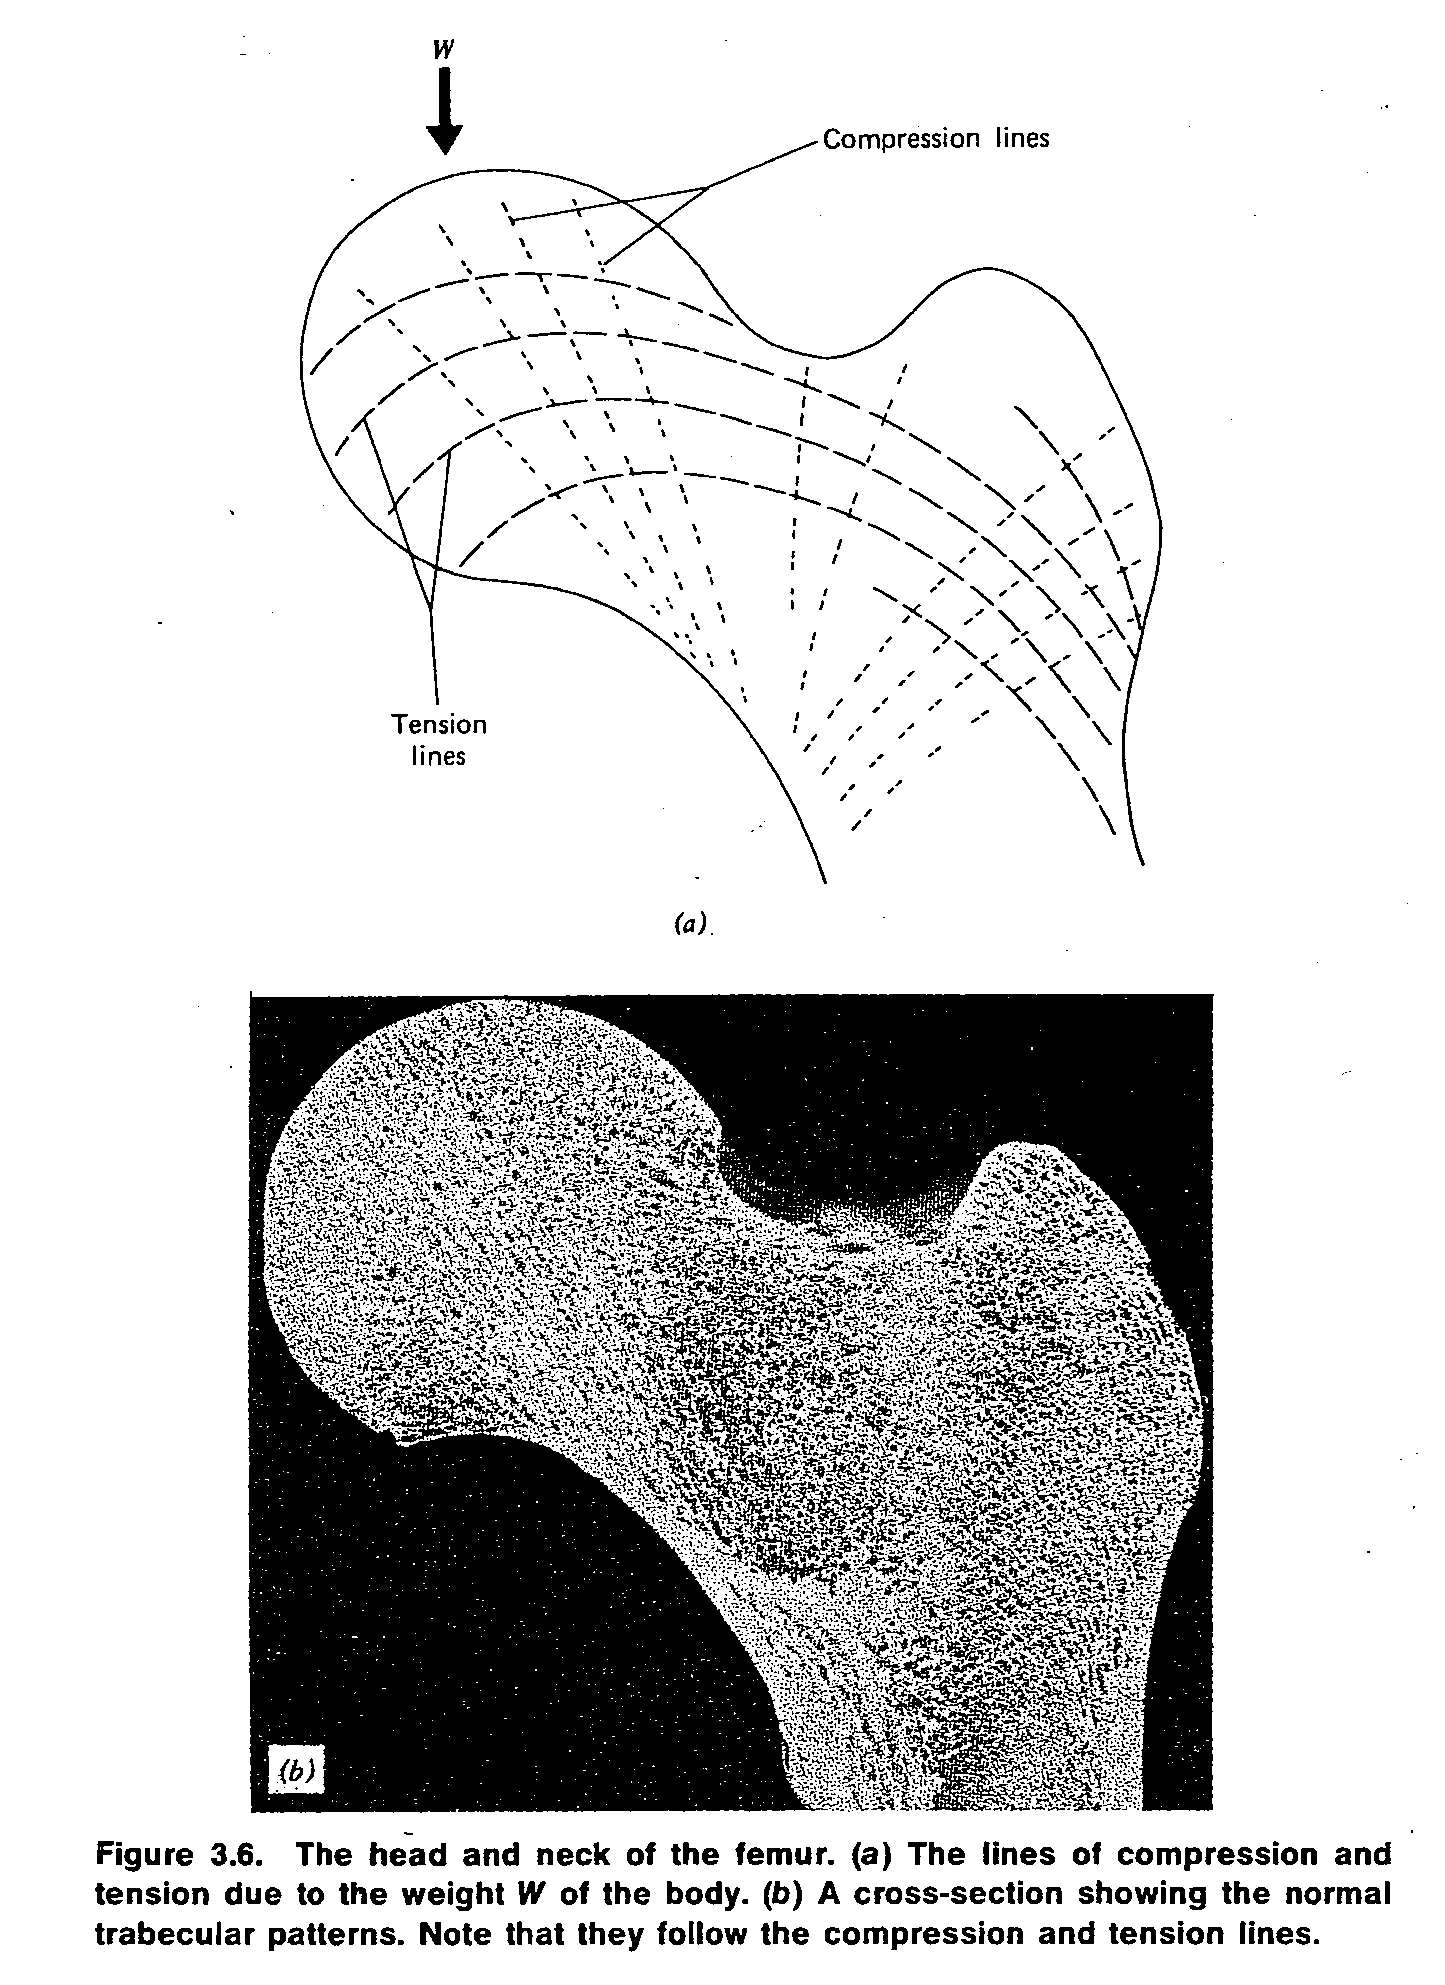 W
Compression lines
Tension
lines
(a)
(b)
Figure 3.6. The head and neck of the femur. (a) The lines of compression and
tension due to the weight W of the body. (b) A cross-section showing the normal
trabecular patterns. Note that they follow the compression and tension lines.